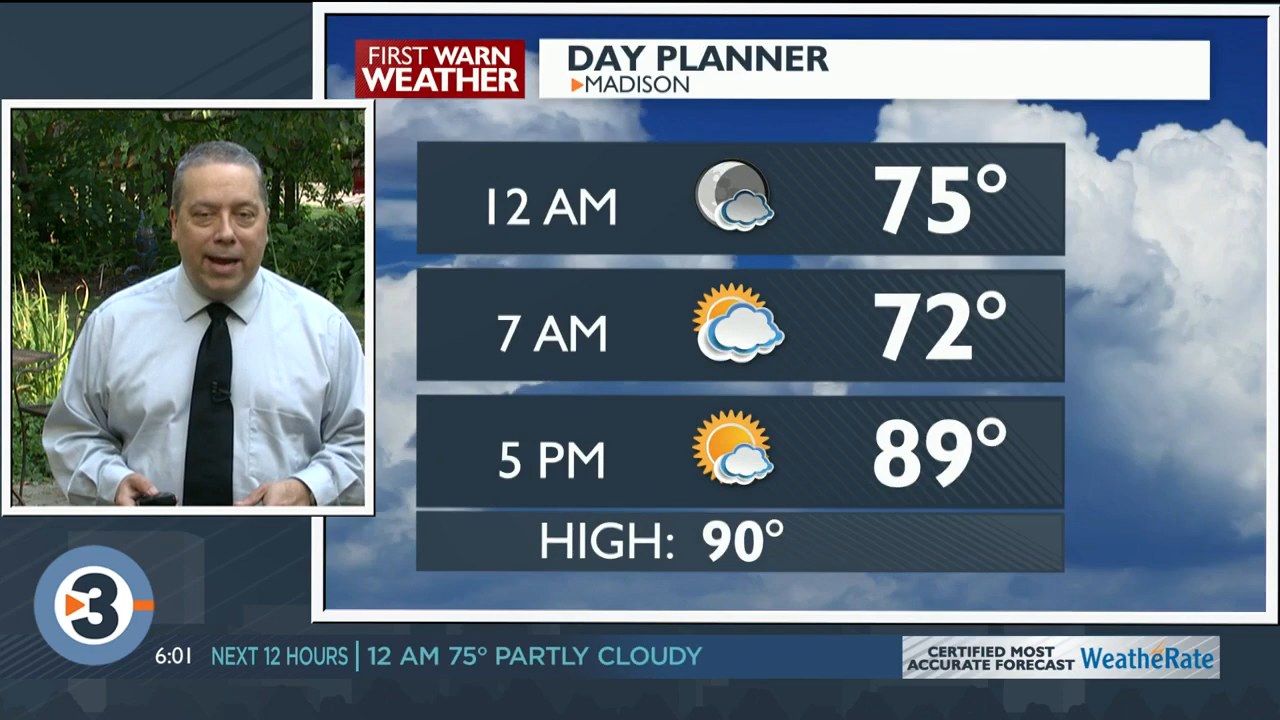 FIRST WARN
WEATHER
DAY PLANNER
MADISON
12 AM 75°
7 AM 72°
5 PM 89°
HIGH: 90°
3
6:01 NEXT 12 HOURS | 12 AM 75° PARTLY CLOUDY
CERTIFIED MOST
ACCURATE FORECAST WeatheRate